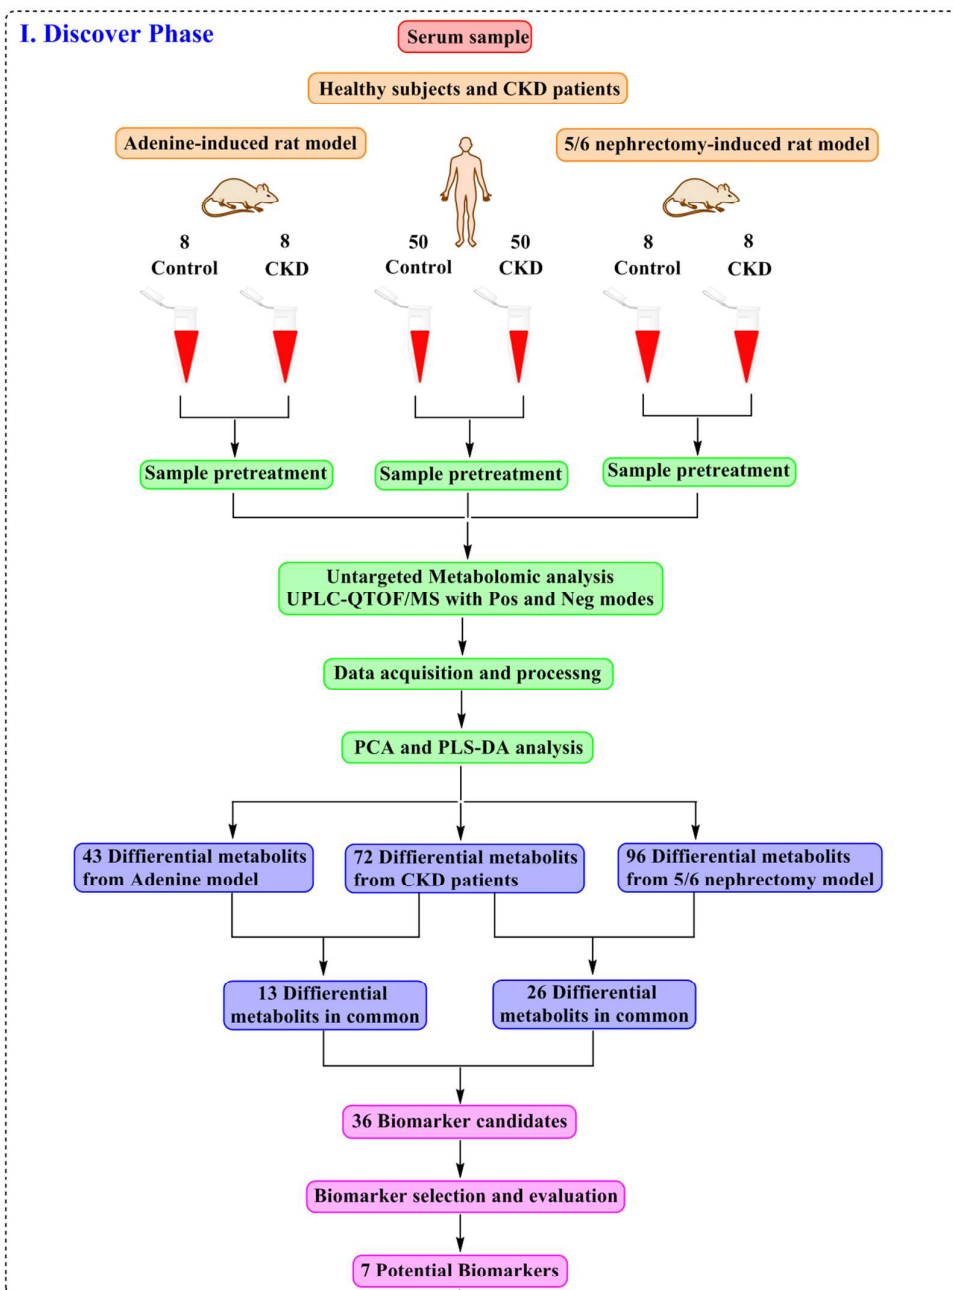 I. Discover Phase
Serum sample
Healthy subjects and CKD patients
Adenine-induced rat model
5/6 nephrectomy-induced rat model
8
Control
8
CKD
50
Control
50
CKD
8
Control
8
CKD
Sample pretreatment
Sample pretreatment
Sample pretreatment
Untargeted Metabolomic analysis
UPLC-QTOF/MS with Pos and Neg modes
Data acquisition and processng
PCA and PLS-DA analysis
43 Diffierential metabolits
from Adenine model
72 Diffierential metabolits
from CKD patients
96 Diffierential metabolits
from 5/6 nephrectomy model
13 Diffierential
metabolits in common
26 Diffierential
metabolits in common
36 Biomarker candidates
Biomarker selection and evaluation
7 Potential Biomarkers